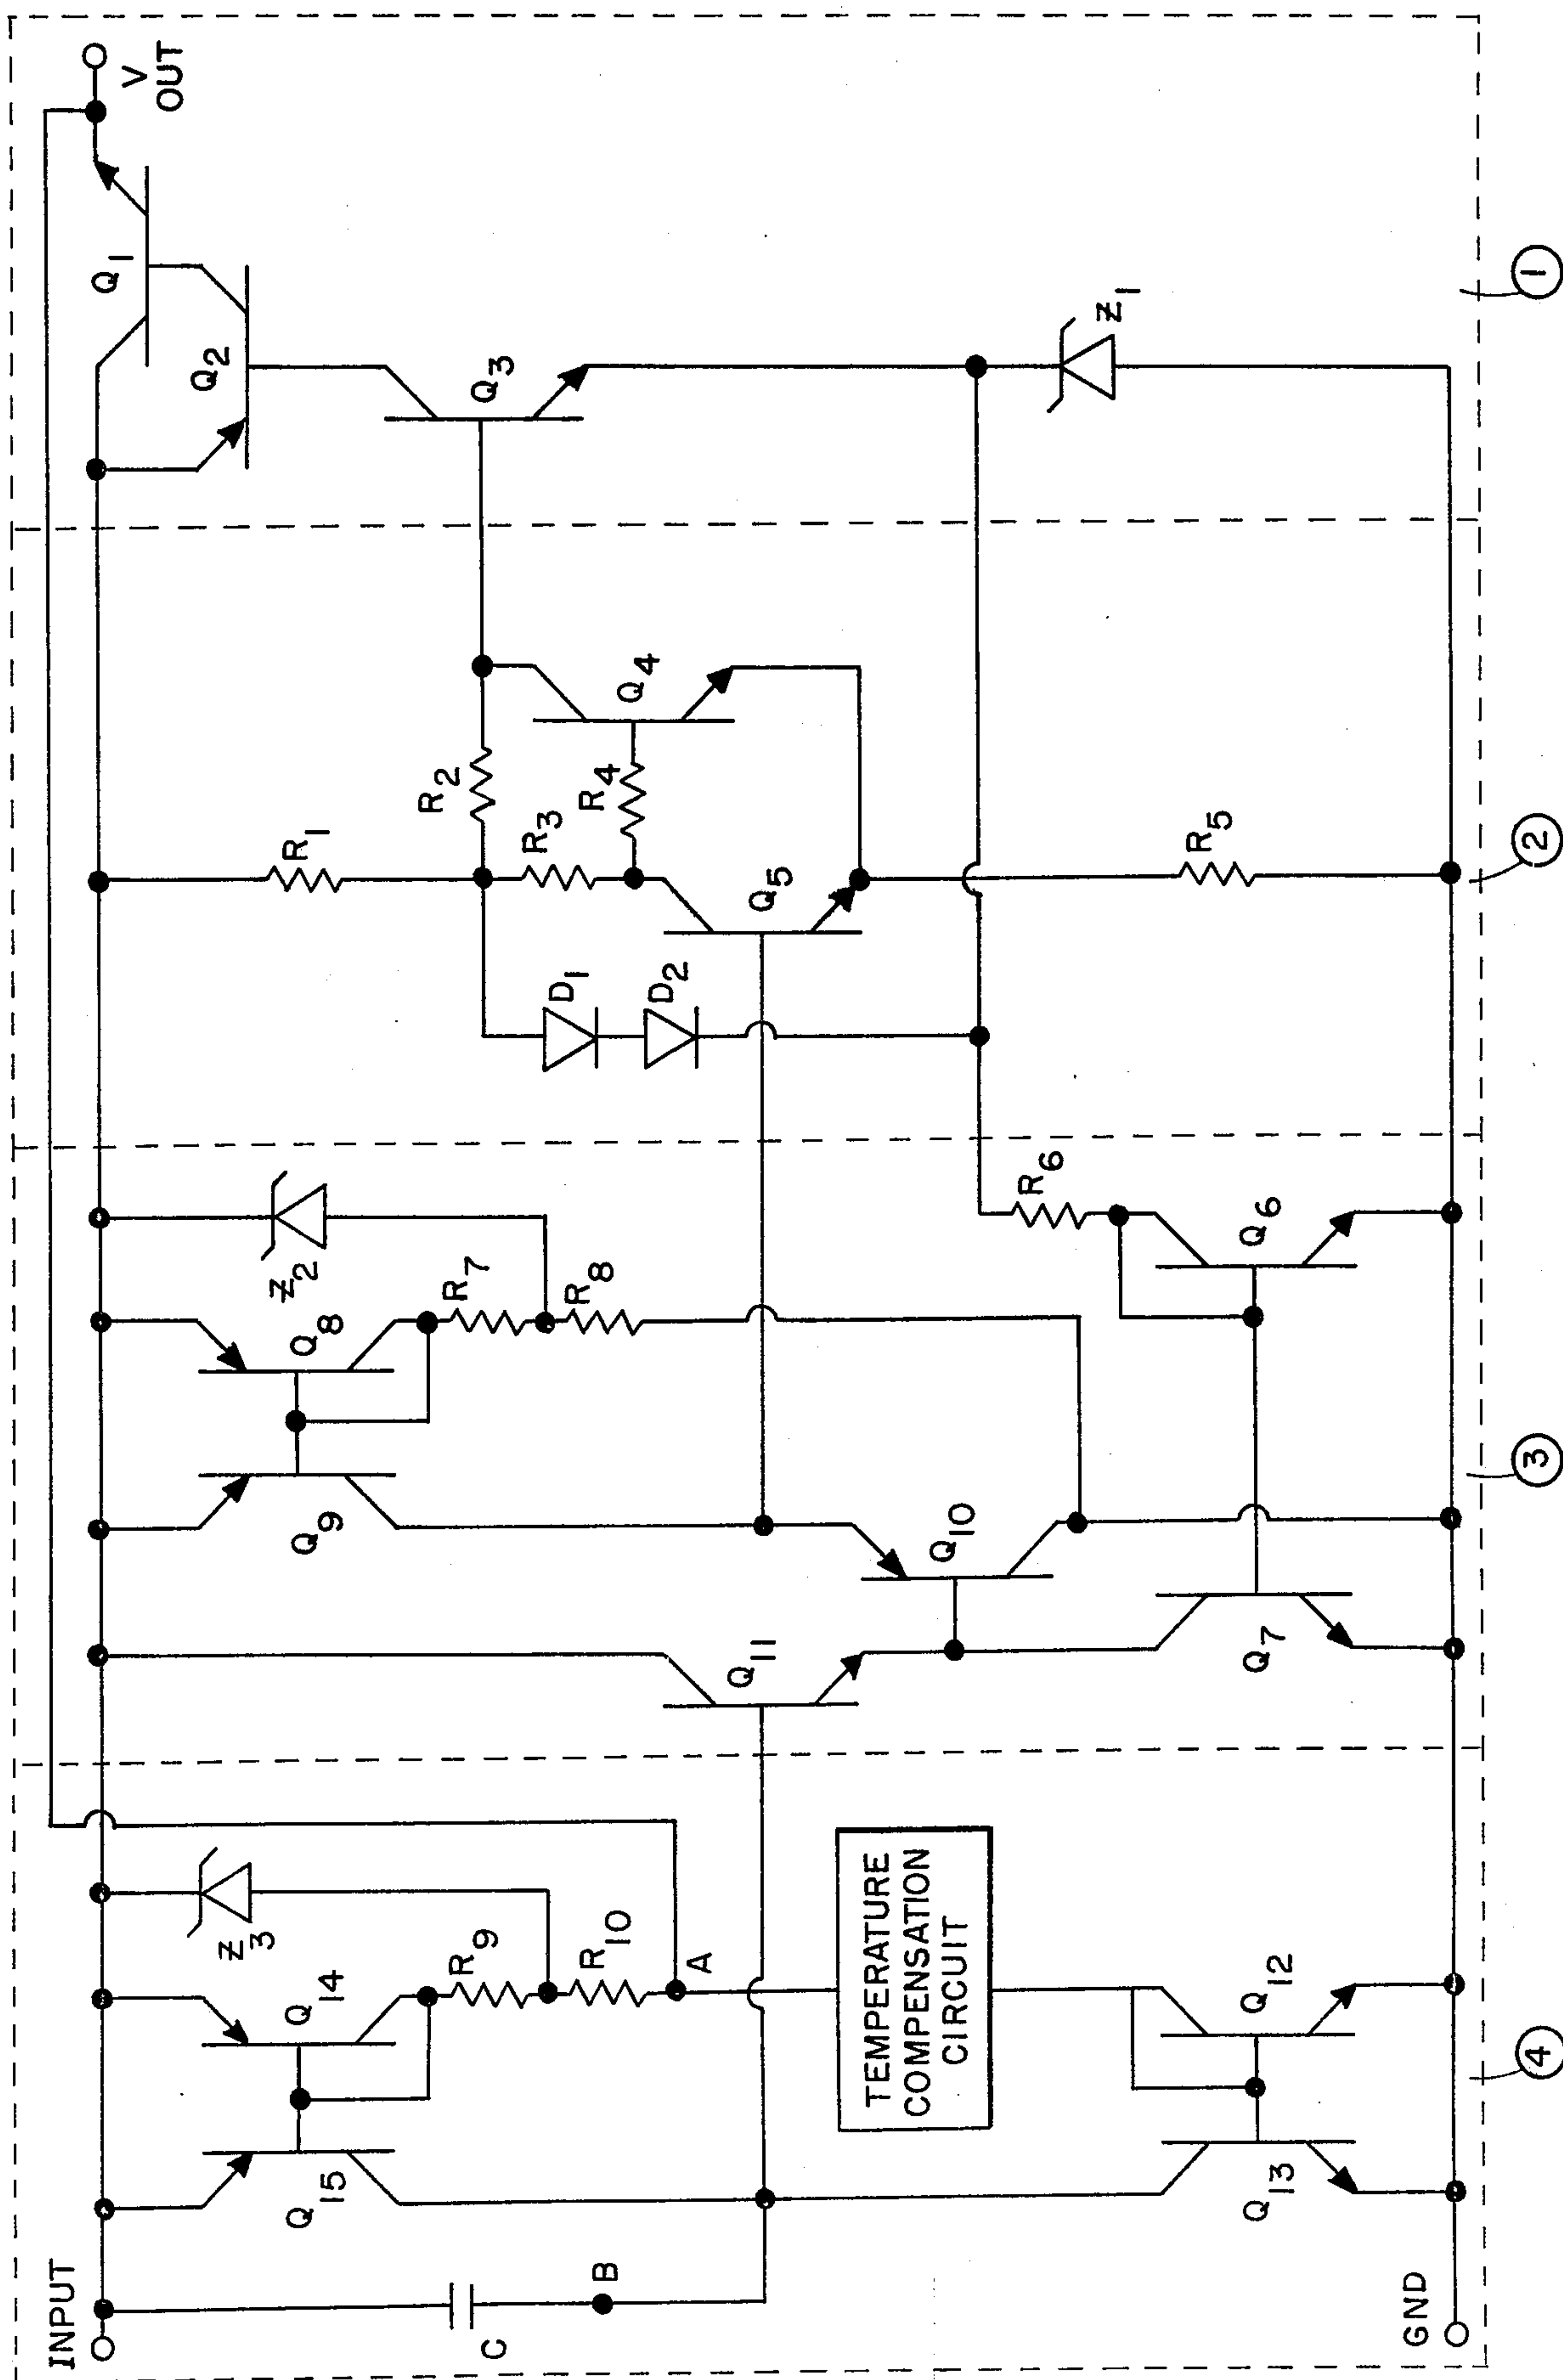 INPUT
C
B
GND
Q15
Q14
Z3
R9
R10
A
TEMPERATURE
COMPENSATION
CIRCUIT
Q13
Q12
4
Q11
Q9
Q8
Z2
R7
R8
Q10
Q7
Q6
R6
3
R1
R2
R3
R4
D1
D2
Q5
Q4
R5
2
Q1
Q2
Q3
Z1
V
OUT
1